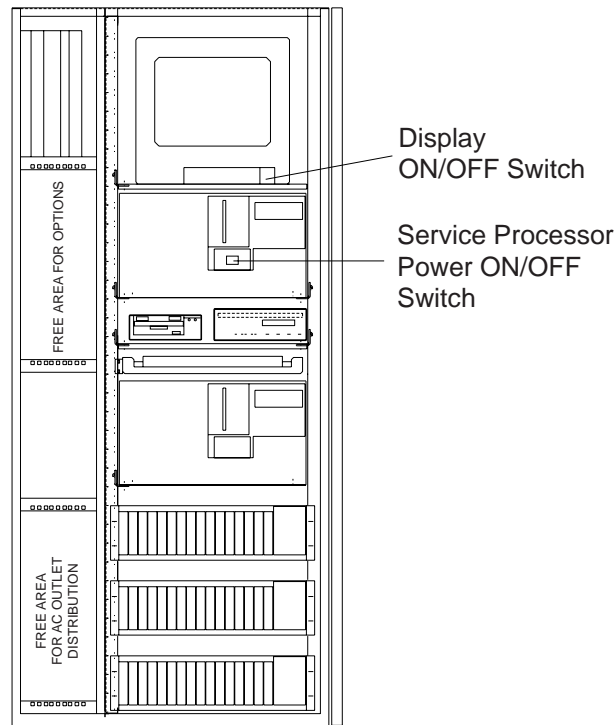 Display
ON/OFF Switch
Service Processor
Power ON/OFF
Switch
FREE AREA FOR OPTIONS
FREE AREA
FOR AC OUTLET
DISTRIBUTION